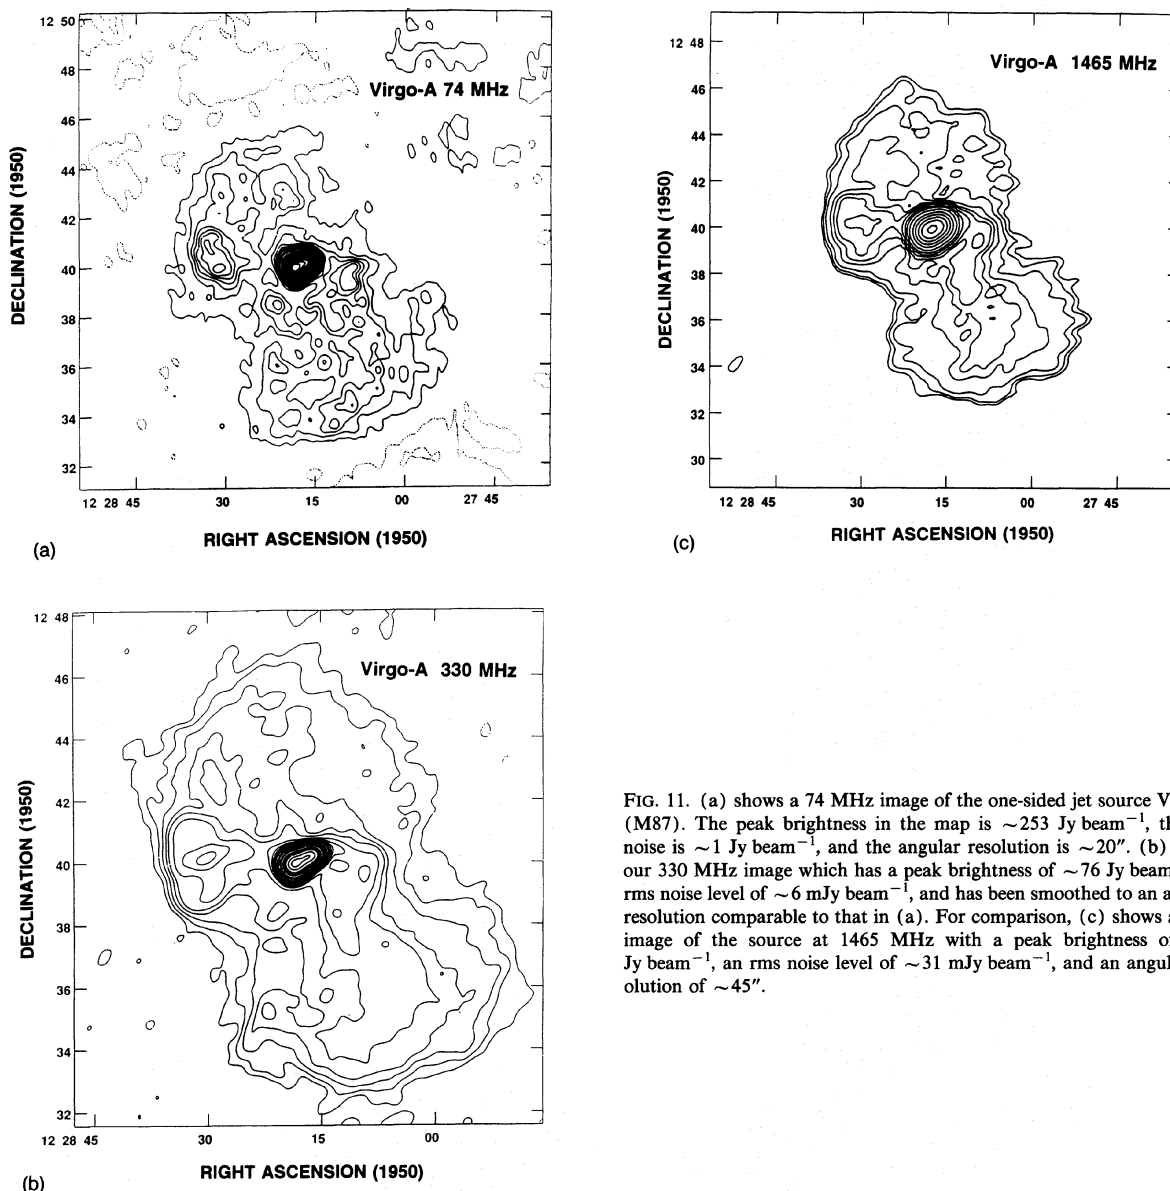 12 50
48
46
44
42
40
38
36
34
32
DECLINATION (1950)
Virgo-A 74 MHz
12 28 45
30
15
00
27 45
RIGHT ASCENSION (1950)
(a)
12 48
46
44
42
40
38
36
34
32
30
DECLINATION (1950)
Virgo-A 1465 MHz
12 28 45
30
15
00
27 45
RIGHT ASCENSION (1950)
(c)
12 48
46
44
42
40
38
36
34
32
DECLINATION (1950)
Virgo-A 330 MHz
12 28 45
30
15
00
RIGHT ASCENSION (1950)
(b)
FIG. 11. (a) shows a 74 MHz image of the one-sided jet source V
(M87). The peak brightness in the map is ~253 Jy beam⁻¹, th
noise is ~1 Jy beam⁻¹, and the angular resolution is ~20″. (b)
our 330 MHz image which has a peak brightness of ~76 Jy beam
rms noise level of ~6 mJy beam⁻¹, and has been smoothed to an a
resolution comparable to that in (a). For comparison, (c) shows a
image of the source at 1465 MHz with a peak brightness o
Jy beam⁻¹, an rms noise level of ~31 mJy beam⁻¹, and an angul
olution of ~45″.